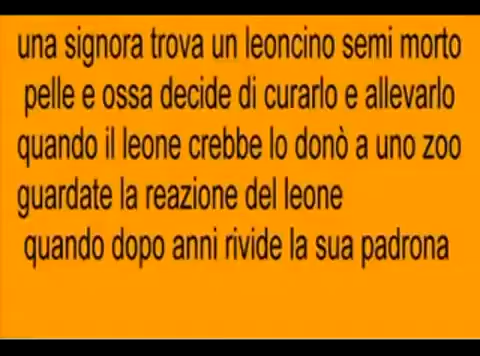 una signora trova un leoncino semi morto
pelle e ossa decide di curarlo e allevarlo
quando il leone crebbe lo donò a uno zoo
guardate la reazione del leone
quando dopo anni rivide la sua padrona